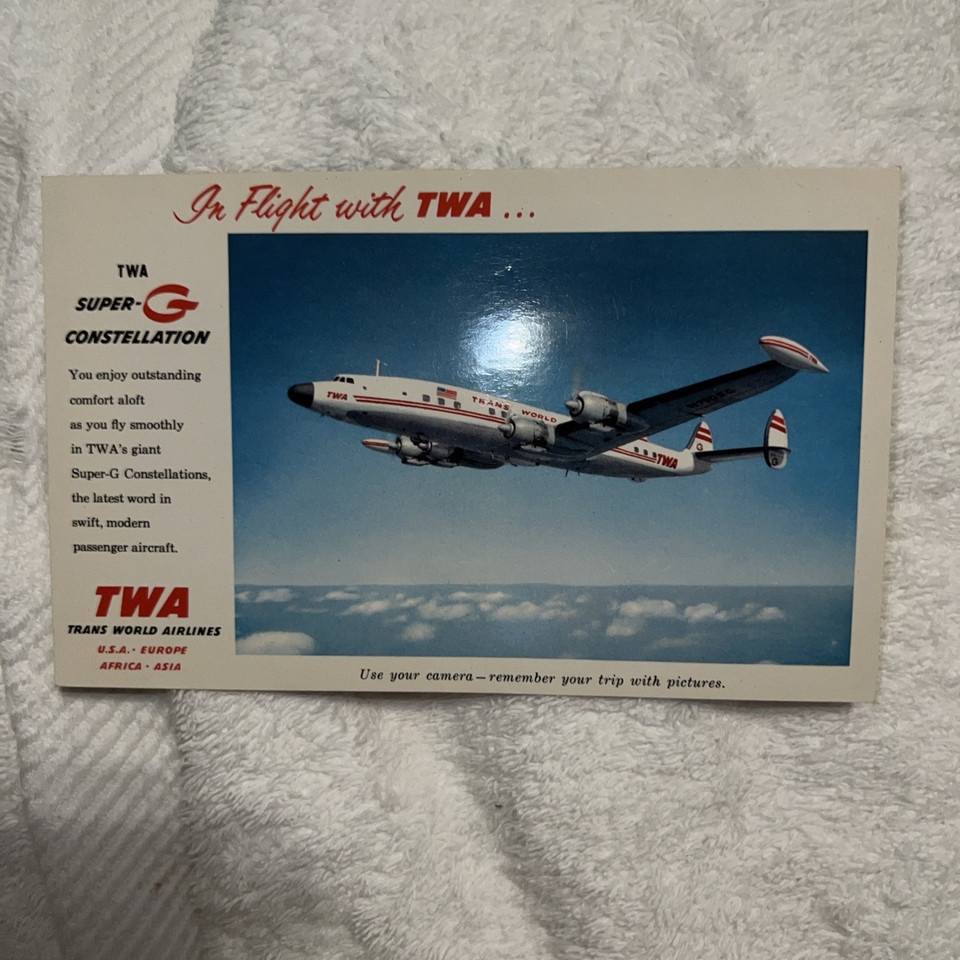 In Flight with TWA ...
TWA
SUPER-G
CONSTELLATION
You enjoy outstanding
comfort aloft
as you fly smoothly
in TWA's giant
Super-G Constellations,
the latest word in
swift, modern
passenger aircraft.
TWA
TRANS WORLD AIRLINES
U.S.A. · EUROPE
AFRICA · ASIA
TWA
TRANS WORLD
TWA
G
G
Use your camera—remember your trip with pictures.